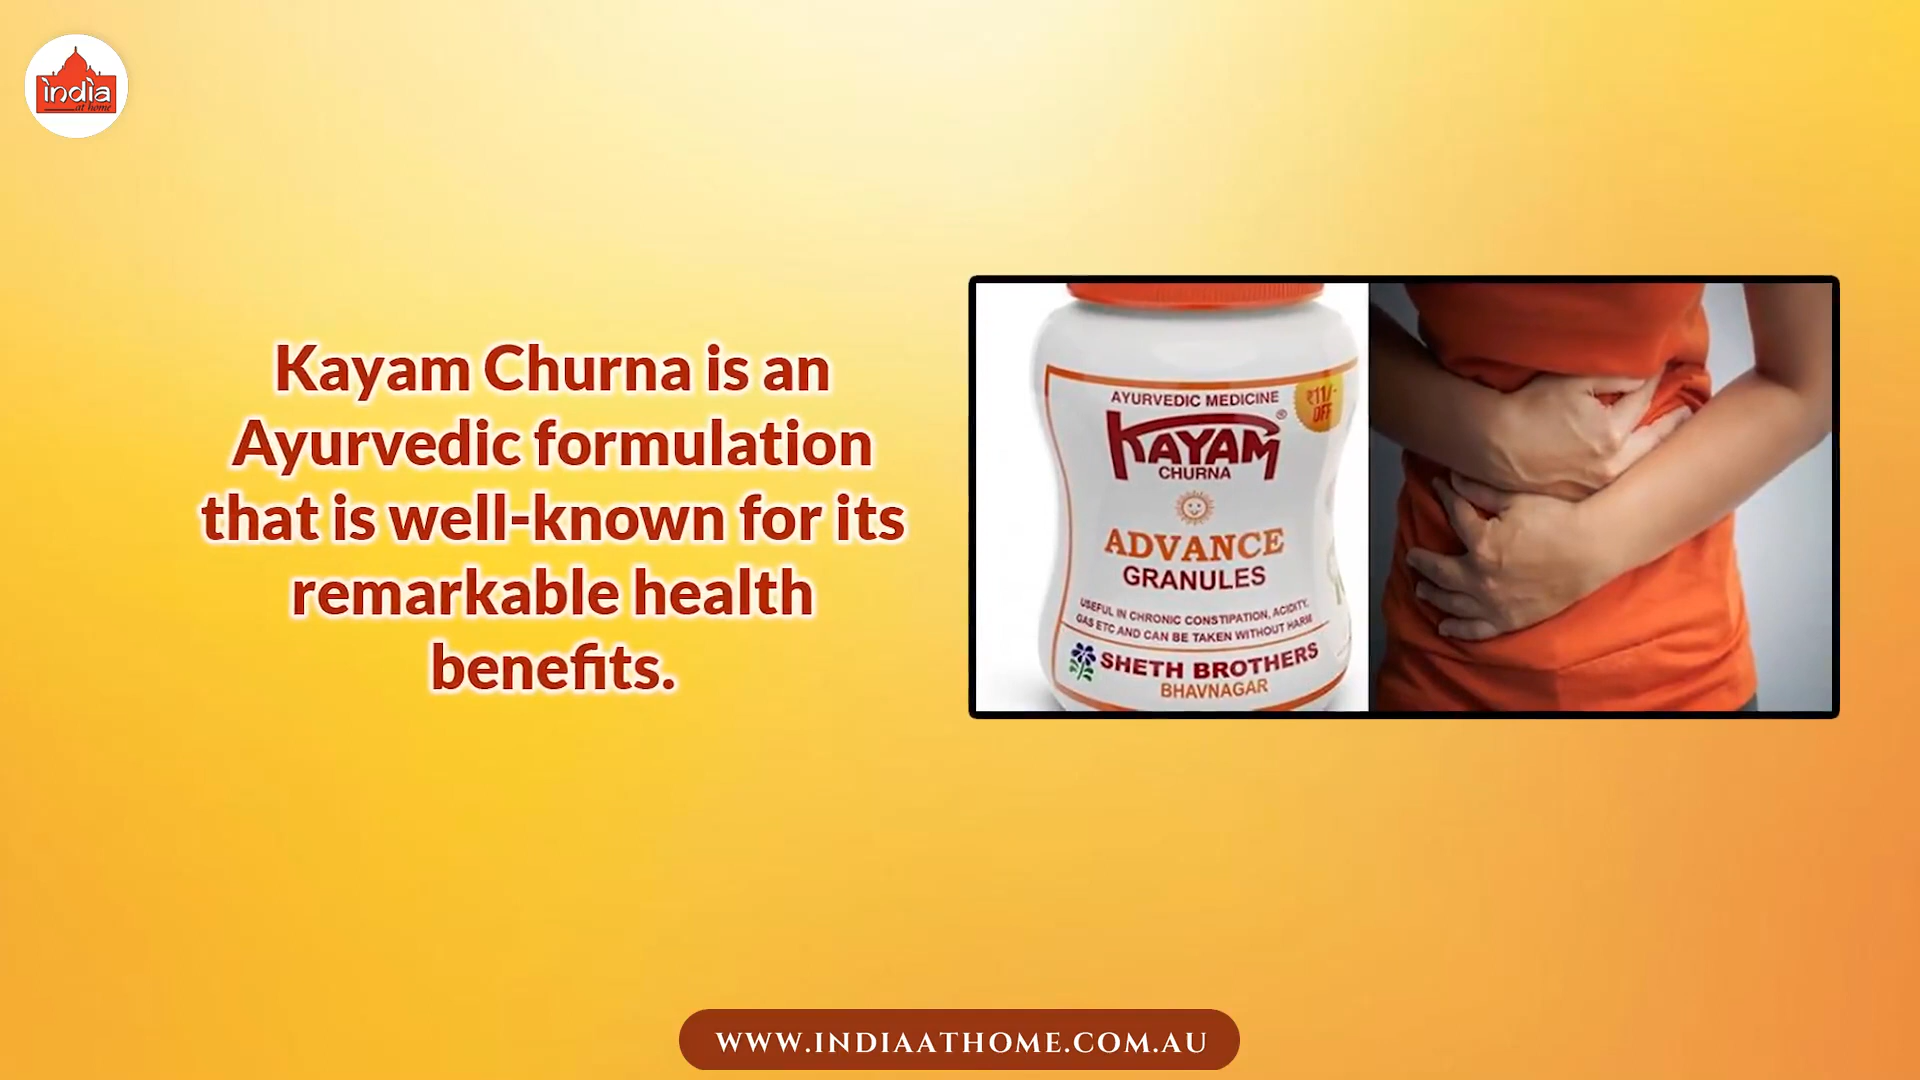 india
at home
Kayam Churna is an
Ayurvedic formulation
that is well-known for its
remarkable health
benefits.
AYURVEDIC MEDICINE
₹11/-
OFF
KAYAM®
CHURNA
ADVANCE
GRANULES
USEFUL IN CHRONIC CONSTIPATION, ACIDITY,
GAS ETC AND CAN BE TAKEN WITHOUT HARM
SHETH BROTHERS
BHAVNAGAR
WWW.INDIAATHOME.COM.AU